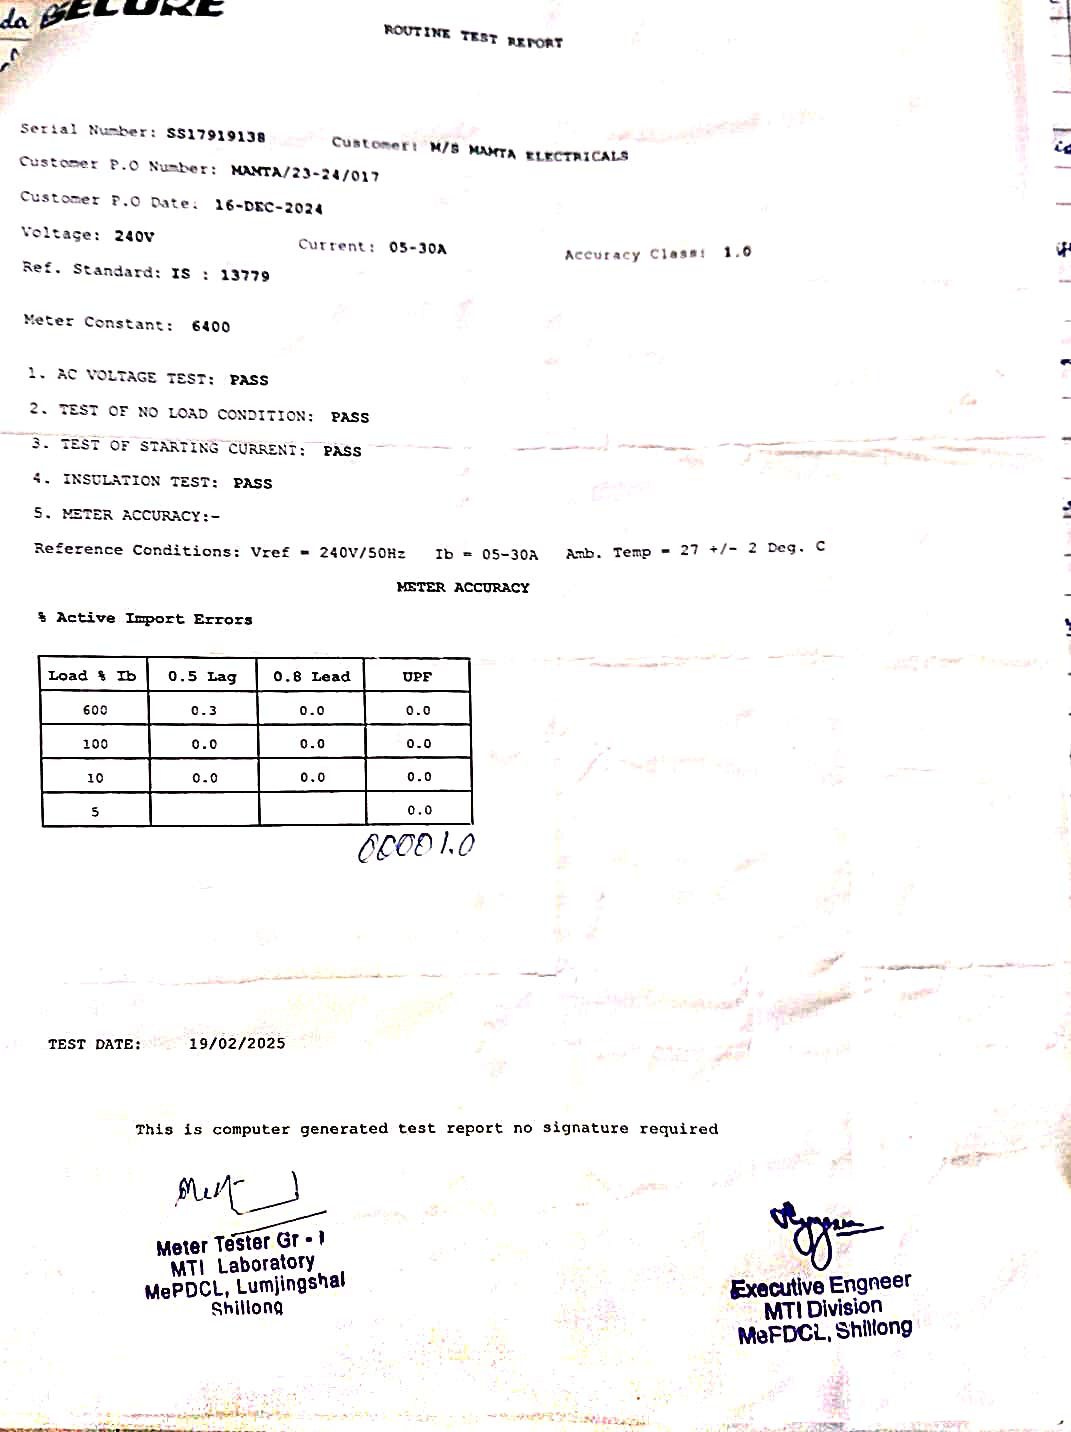 da SECURE
ROUTINE TEST REPORT
Serial Number: SS17919138 Customer: M/S MAMTA ELECTRICALS
Customer P.O Number: MAMTA/23-24/017
Customer P.O Date: 16-DEC-2024
Voltage: 240V Current: 05-30A Accuracy Class: 1.0
Ref. Standard: IS : 13779
Meter Constant: 6400
1. AC VOLTAGE TEST: PASS
2. TEST OF NO LOAD CONDITION: PASS
3. TEST OF STARTING CURRENT: PASS
4. INSULATION TEST: PASS
5. METER ACCURACY:-
Reference Conditions: Vref = 240V/50Hz Ib = 05-30A Amb. Temp = 27 +/- 2 Deg. C
METER ACCURACY
% Active Import Errors
Load % Ib 0.5 Lag 0.8 Lead UPF
600 0.3 0.0 0.0
100 0.0 0.0 0.0
10 0.0 0.0 0.0
5 0.0
00001.0
TEST DATE: 19/02/2025
This is computer generated test report no signature required
Meter Tester Gr - I
MTI Laboratory
MePDCL, Lumjingshai
Shillong
Executive Engneer
MTI Division
MePDCL, Shillong